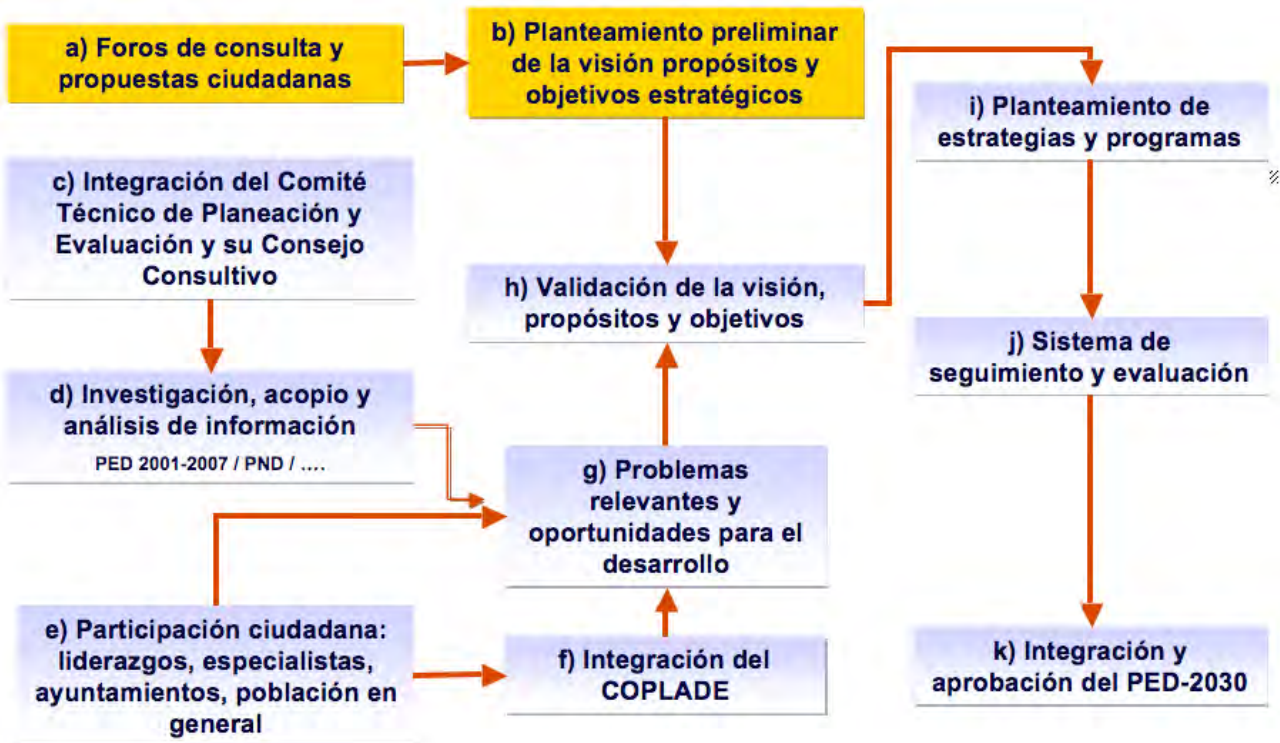 a) Foros de consulta y
propuestas ciudadanas
b) Planteamiento preliminar
de la visión propósitos y
objetivos estratégicos
c) Integración del Comité
Técnico de Planeación y
Evaluación y su Consejo
Consultivo
d) Investigación, acopio y
análisis de información
PED 2001-2007 / PND / ....
e) Participación ciudadana:
liderazgos, especialistas,
ayuntamientos, población en
general
f) Integración del
COPLADE
g) Problemas
relevantes y
oportunidades para el
desarrollo
h) Validación de la visión,
propósitos y objetivos
i) Planteamiento de
estrategias y programas
j) Sistema de
seguimiento y evaluación
k) Integración y
aprobación del PED-2030